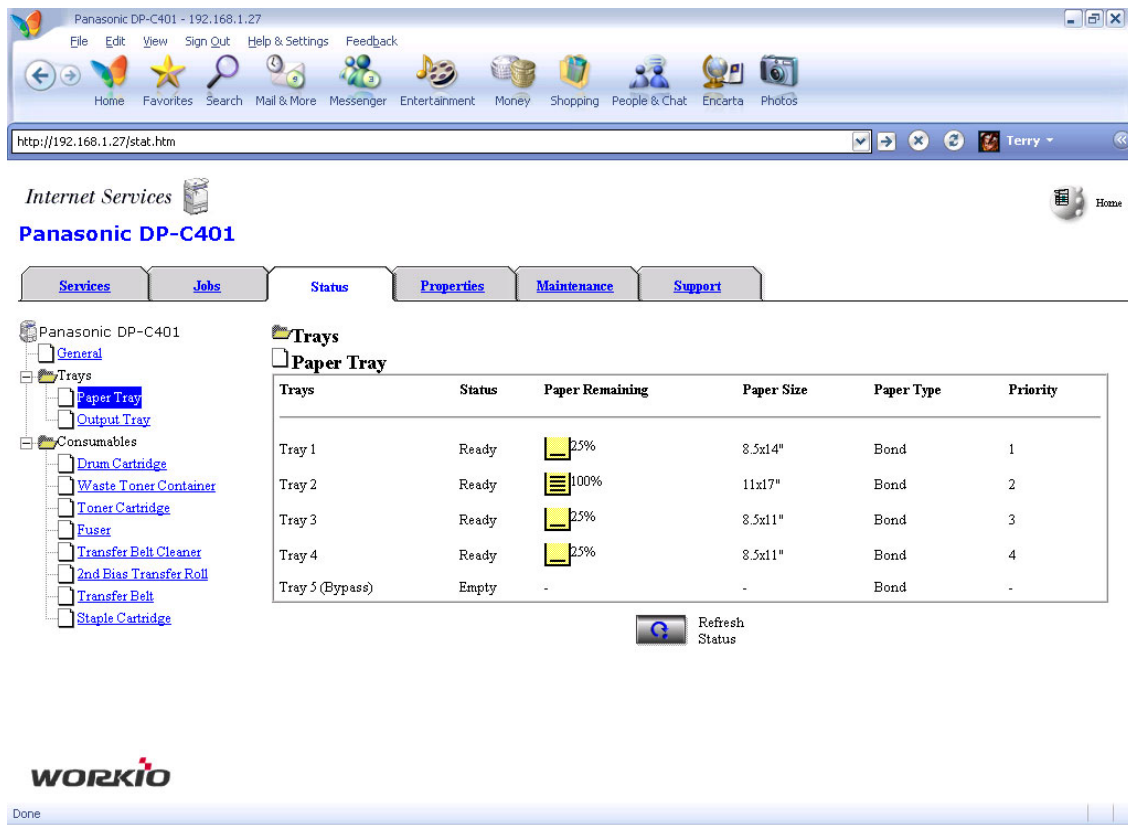 Panasonic DP-C401 - 192.168.1.27
File Edit View Sign Out Help & Settings Feedback
Home Favorites Search Mail & More Messenger Entertainment Money Shopping People & Chat Encarta Photos
http://192.168.1.27/stat.htm Terry
Internet Services Home
Panasonic DP-C401
Services Jobs Status Properties Maintenance Support
Panasonic DP-C401
General
Trays
Paper Tray
Output Tray
Consumables
Drum Cartridge
Waste Toner Container
Toner Cartridge
Fuser
Transfer Belt Cleaner
2nd Bias Transfer Roll
Transfer Belt
Staple Cartridge
Trays
Paper Tray
Trays Status Paper Remaining Paper Size Paper Type Priority
Tray 1 Ready 25% 8.5x14" Bond 1
Tray 2 Ready 100% 11x17" Bond 2
Tray 3 Ready 25% 8.5x11" Bond 3
Tray 4 Ready 25% 8.5x11" Bond 4
Tray 5 (Bypass) Empty - - Bond -
Refresh
Status
WORKiO
Done